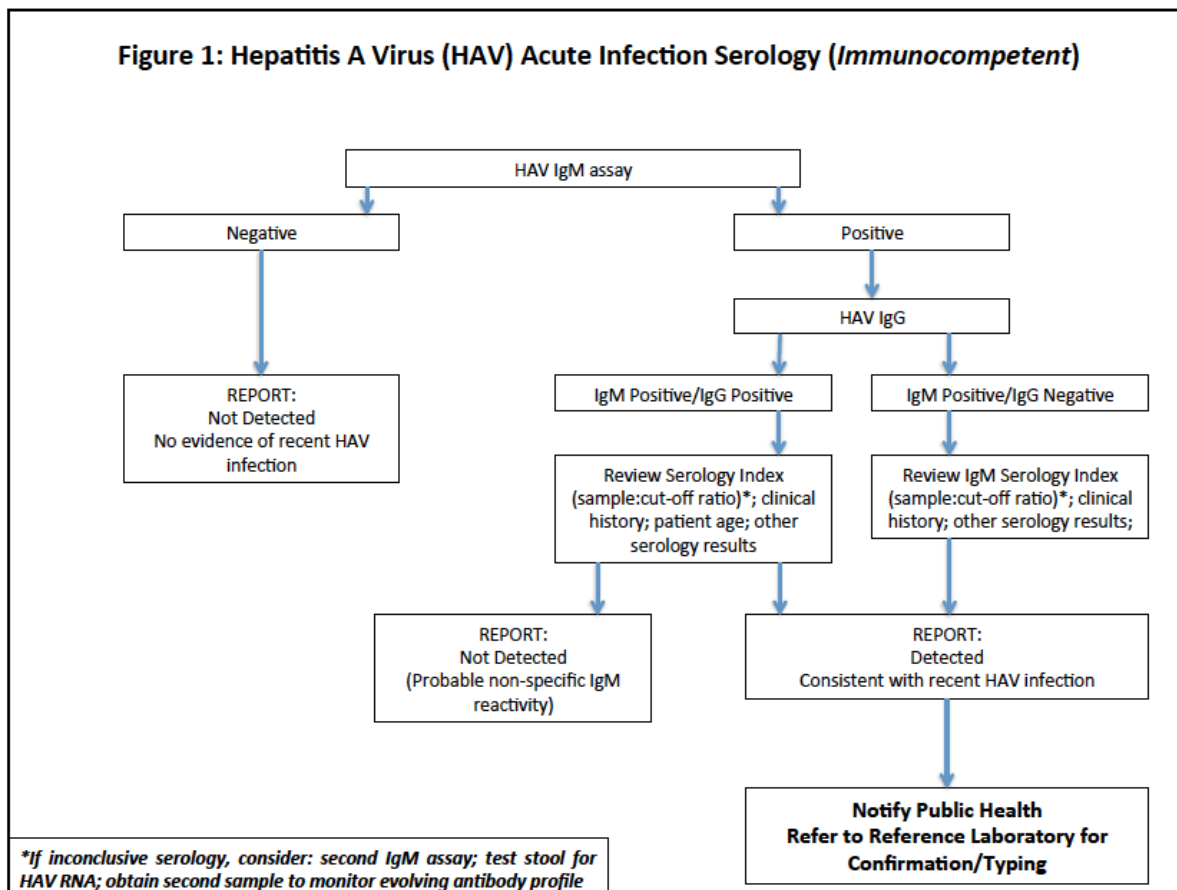 Figure 1: Hepatitis A Virus (HAV) Acute Infection Serology (Immunocompetent)
HAV IgM assay
Negative
Positive
HAV IgG
REPORT:
Not Detected
No evidence of recent HAV
infection
IgM Positive/IgG Positive
IgM Positive/IgG Negative
Review Serology Index
(sample:cut-off ratio)*; clinical
history; patient age; other
serology results
Review IgM Serology Index
(sample:cut-off ratio)*; clinical
history; other serology results;
REPORT:
Not Detected
(Probable non-specific IgM
reactivity)
REPORT:
Detected
Consistent with recent HAV infection
Notify Public Health
Refer to Reference Laboratory for
Confirmation/Typing
*If inconclusive serology, consider: second IgM assay; test stool for
HAV RNA; obtain second sample to monitor evolving antibody profile